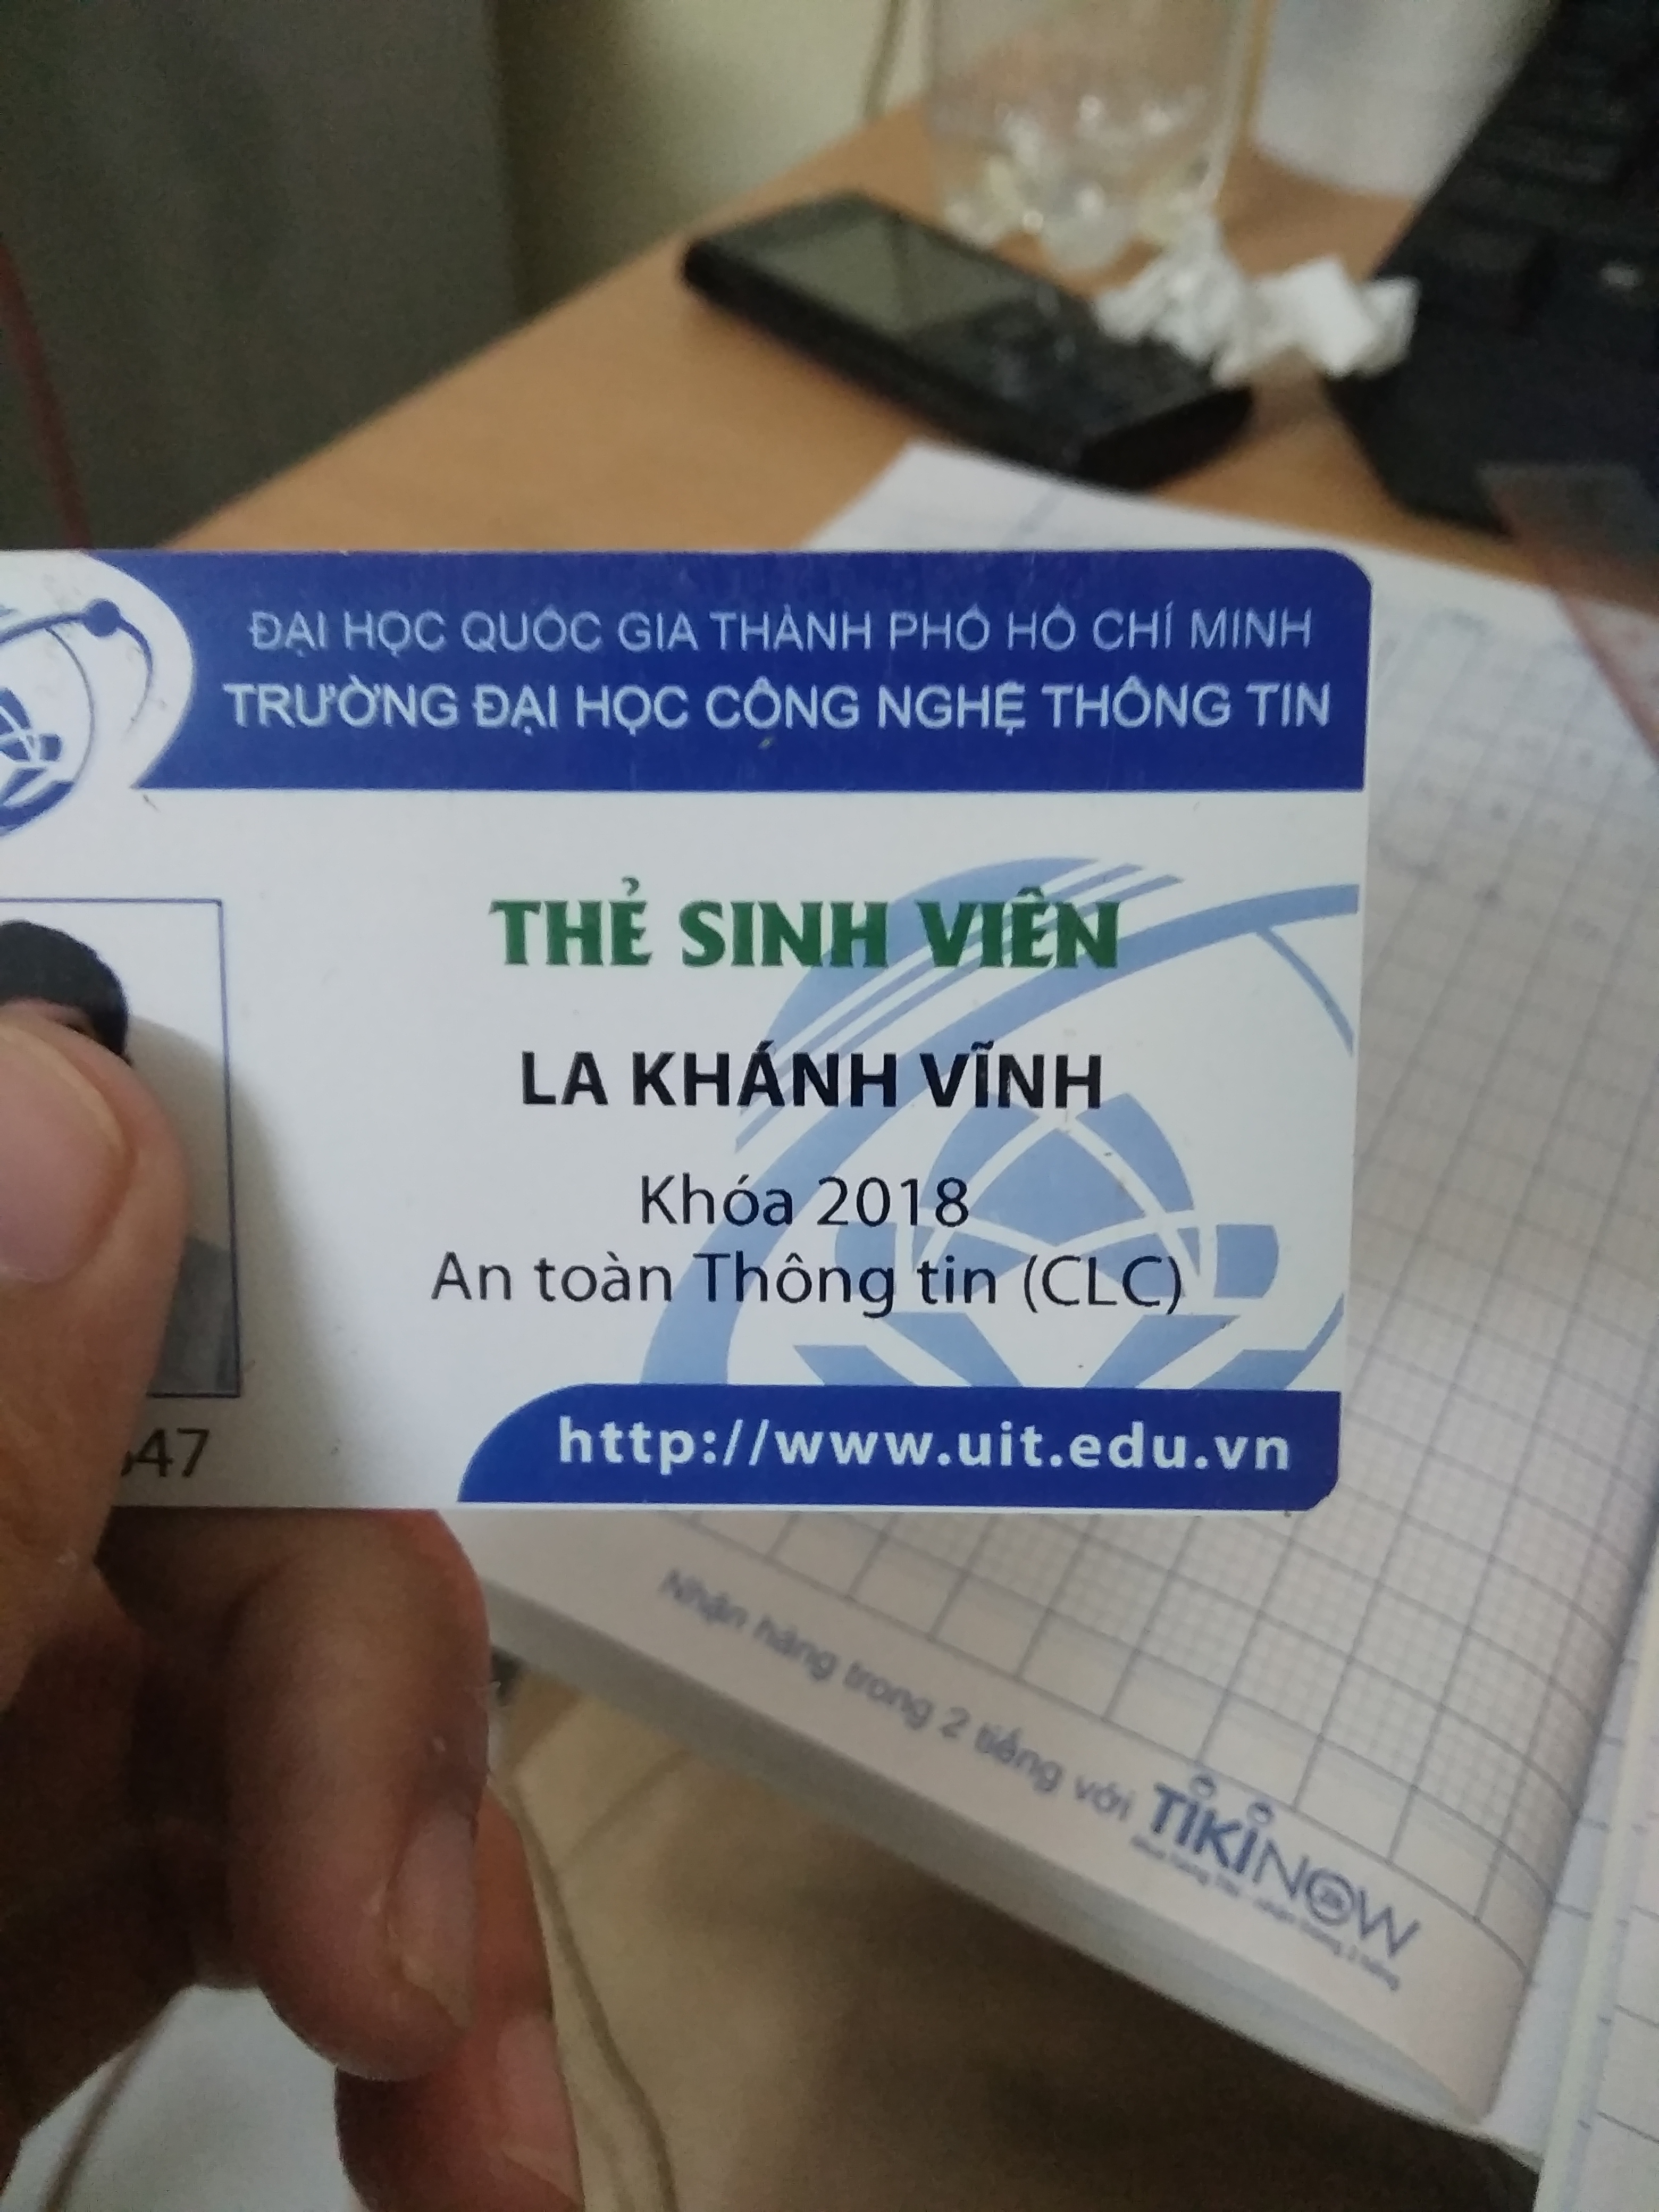 ĐẠI HỌC QUỐC GIA THÀNH PHỐ HỒ CHÍ MINH
TRƯỜNG ĐẠI HỌC CÔNG NGHỆ THÔNG TIN
THẺ SINH VIÊN
LA KHÁNH VĨNH
Khóa 2018
An toàn Thông tin (CLC)
47
http://www.uit.edu.vn
Nhận hàng trong 2 tiếng với TIKINOW